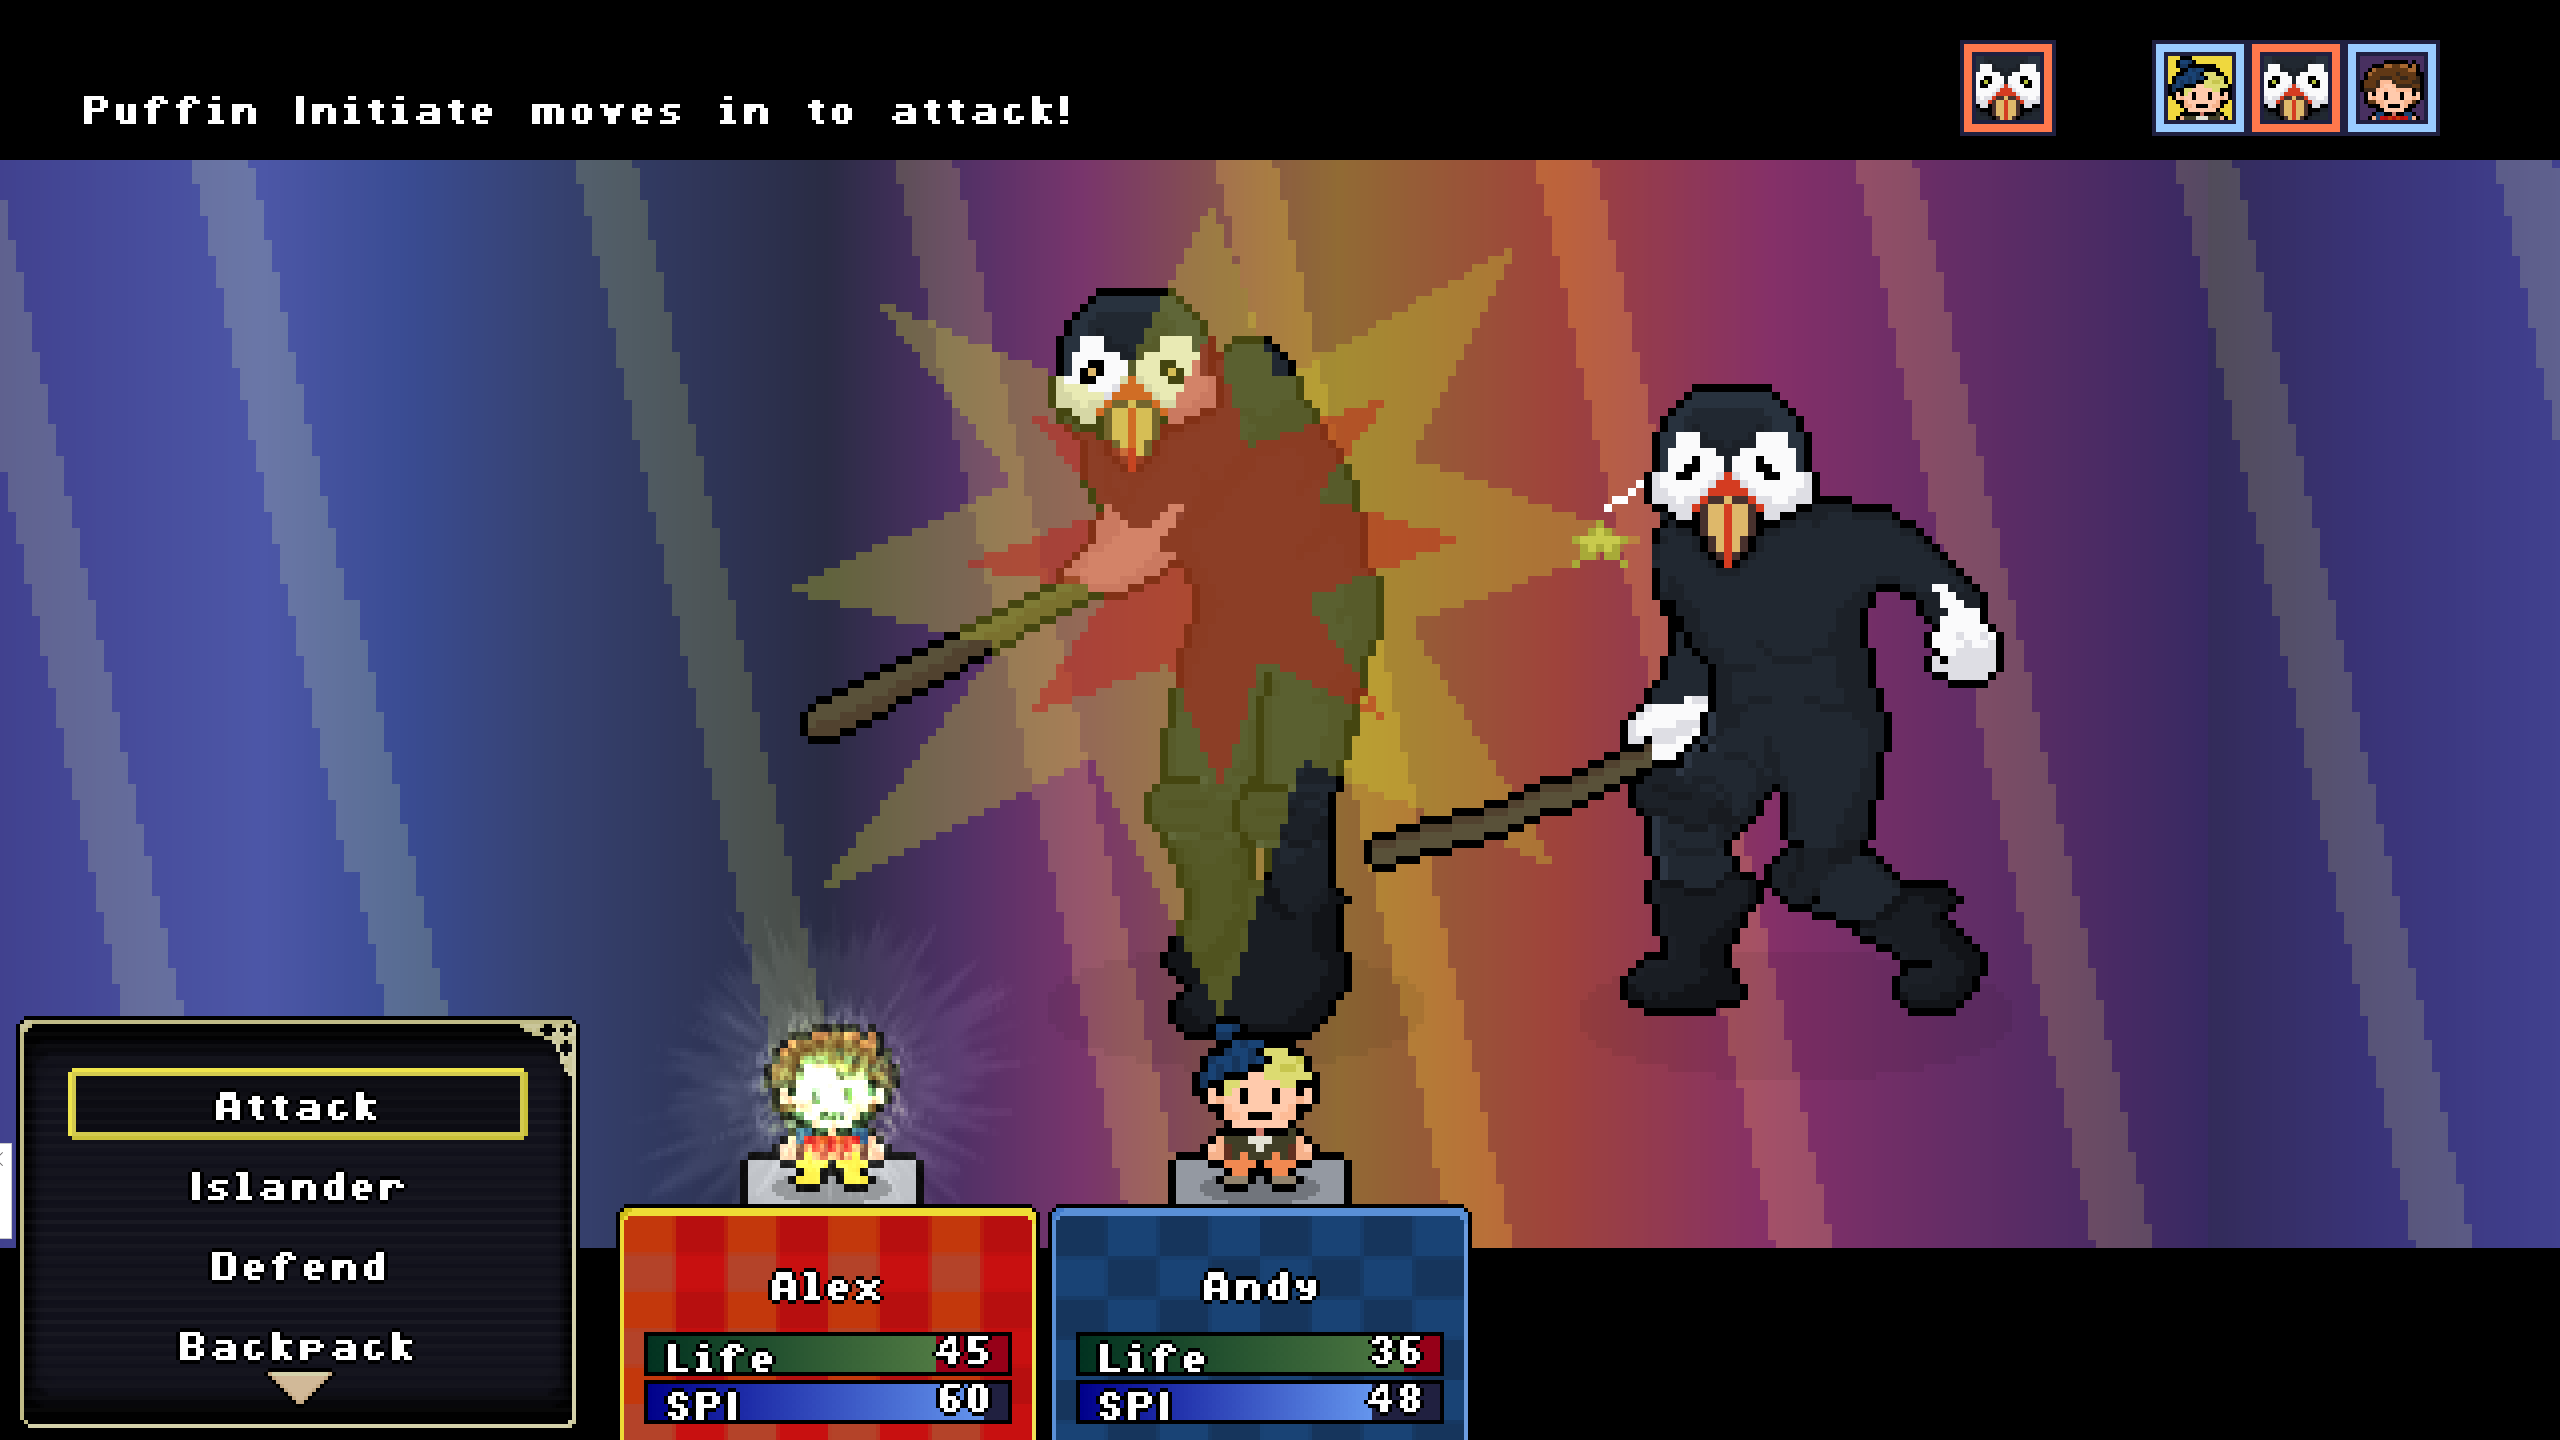 Puffin Initiate moves in to attack!
Attack
Islander
Defend
Backpack
Alex
Life 45
SPI 60
Andy
Life 36
SPI 48